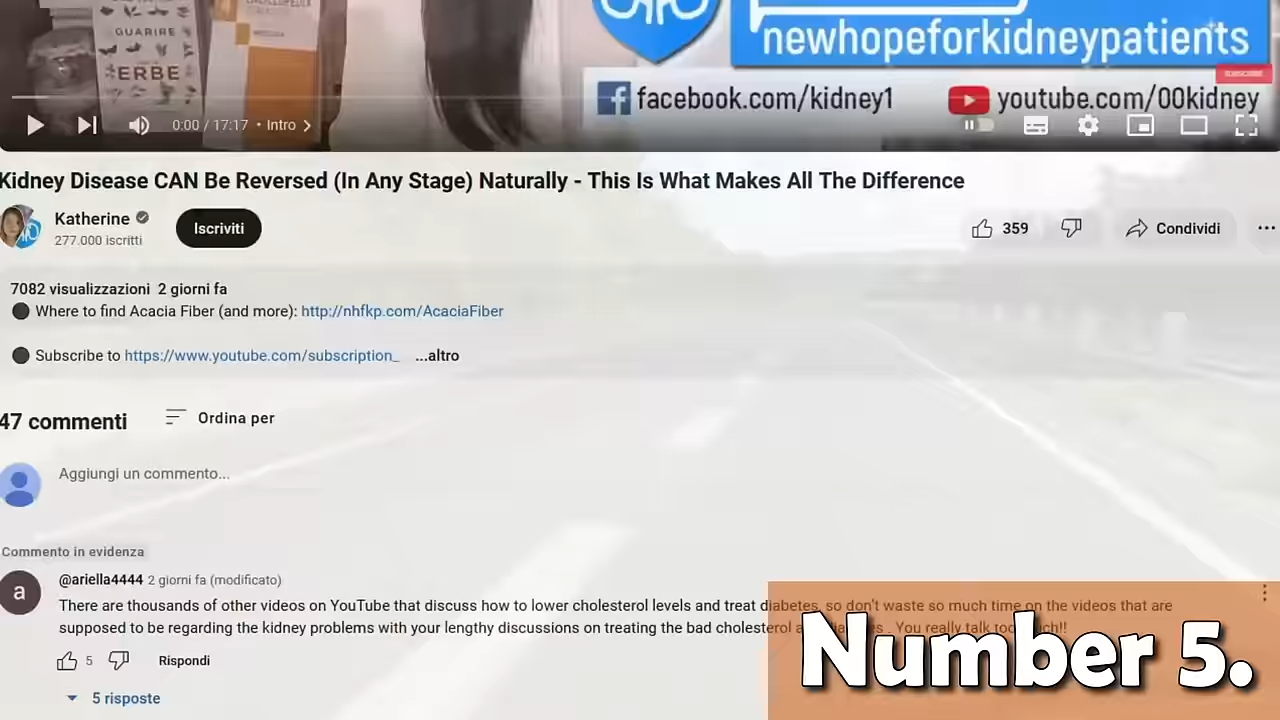 GUARIRE
ERBE
newhopeforkidneypatients
SUBSCRIBE
facebook.com/kidney1
youtube.com/00kidney
0:00 / 17:17 • Intro
Kidney Disease CAN Be Reversed (In Any Stage) Naturally - This Is What Makes All The Difference
Katherine
277.000 iscritti
Iscriviti
359
Condividi
7082 visualizzazioni 2 giorni fa
Where to find Acacia Fiber (and more): http://nhfkp.com/AcaciaFiber
Subscribe to https://www.youtube.com/subscription_ ...altro
47 commenti
Ordina per
Aggiungi un commento...
Commento in evidenza
a
@ariella4444 2 giorni fa (modificato)
There are thousands of other videos on YouTube that discuss how to lower cholesterol levels and treat diabetes, so don't waste so much time on the videos that are
supposed to be regarding the kidney problems with your lengthy discussions on treating the bad cholesterol . You really talk too much!!
5
Rispondi
5 risposte
Number 5.